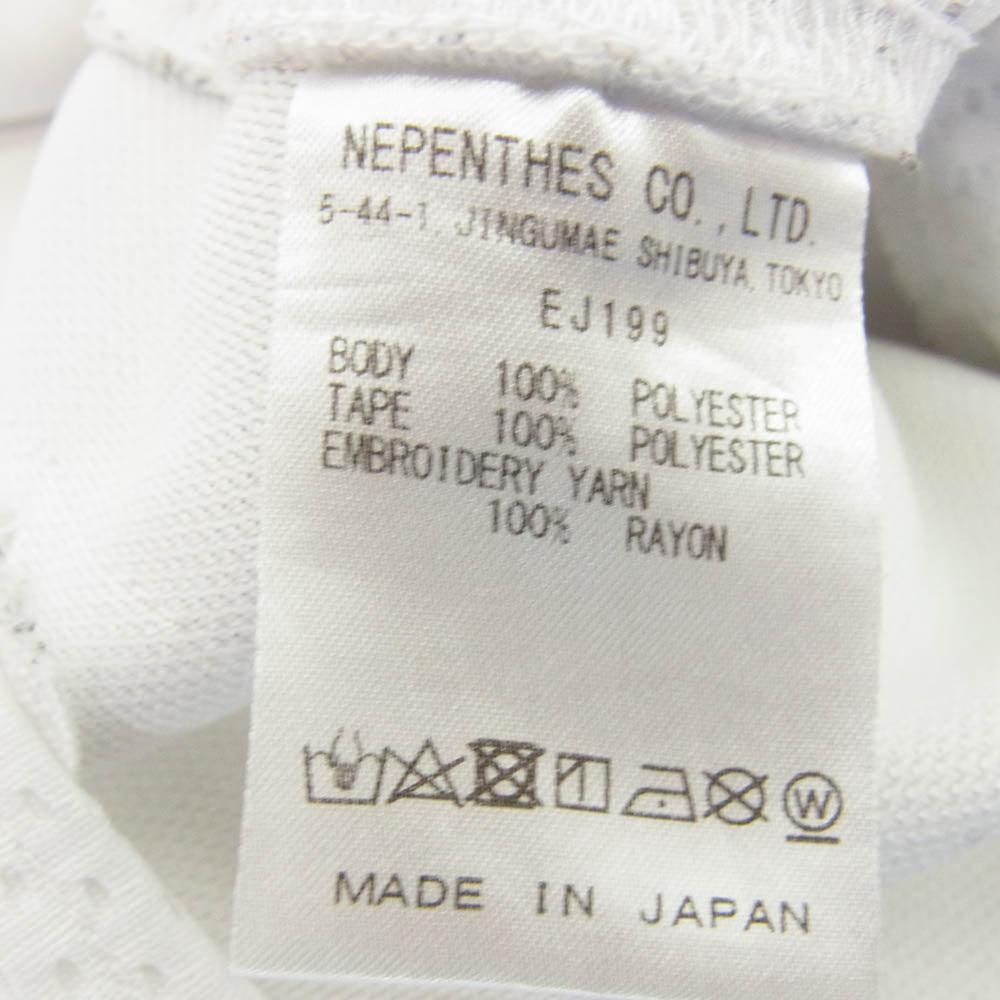 NEPENTHES CO., LTD.
5-44-1, JINGUMAE SHIBUYA, TOKYO
EJ199
BODY 100% POLYESTER
TAPE 100% POLYESTER
EMBROIDERY YARN
100% RAYON
W
MADE IN JAPAN